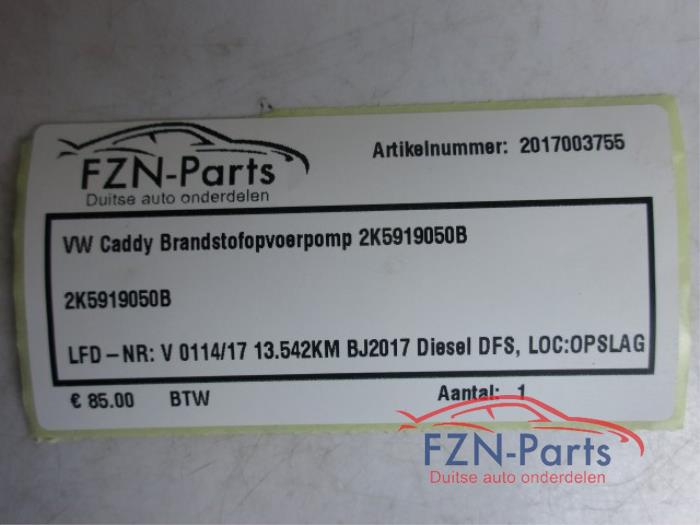 FZN-Parts
Duitse auto onderdelen
Artikelnummer: 2017003755
VW Caddy Brandstofopvoerpomp 2K5919050B
2K5919050B
LFD-NR: V 0114/17 13.542KM BJ2017 Diesel DFS, LOC:OPSLAG
€ 85.00 BTW Aantal: 1
FZN-Parts
Duitse auto onderdelen